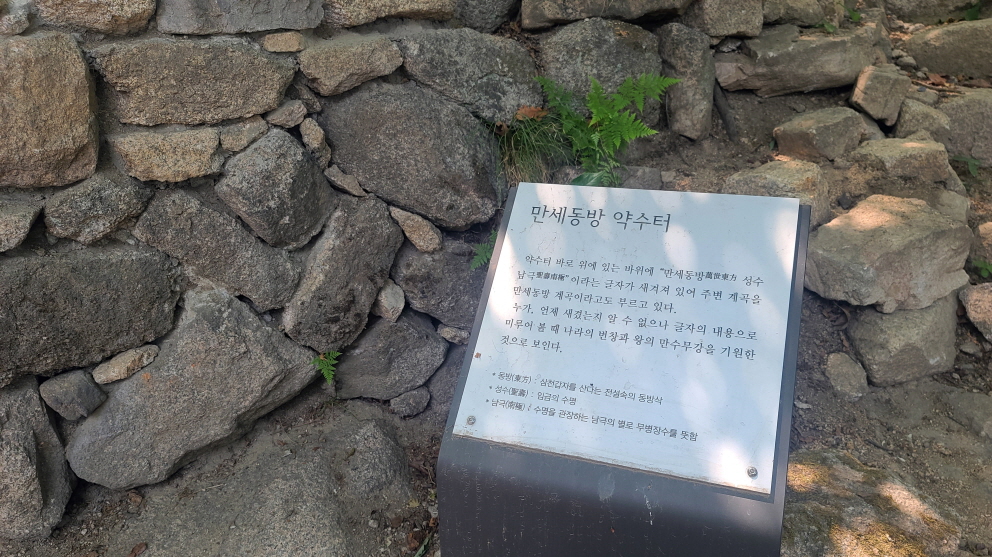 만세동방 약수터
약수터 바로 위에 있는 바위에 "만세동방萬世東方 성수
남극聖壽南極"이라는 글자가 새겨져 있어 주변 계곡을
만세동방 계곡이라고도 부르고 있다.
누가, 언제 새겼는지 알 수 없으나 글자의 내용으로
미루어 볼 때 나라의 번창과 왕의 만수무강을 기원한
것으로 보인다.
* 동방(東方) : 삼천갑자를 산다는 전설속의 동방삭
* 성수(聖壽) : 임금의 수명
* 남극(南極) : 수명을 관장하는 남극의 별로 무병장수를 뜻함